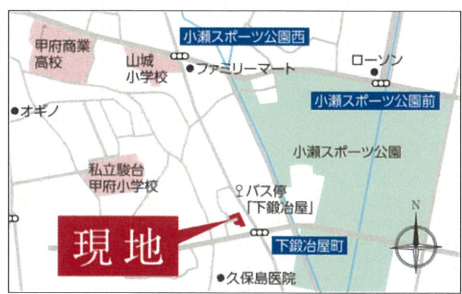 小瀬スポーツ公園西
甲府商業
高校
山城
小学校
ファミリーマート
ローソン
小瀬スポーツ公園前
オギノ
小瀬スポーツ公園
私立駿台
甲府小学校
バス停
「下鍛冶屋」
N
現地
下鍛冶屋町
久保島医院